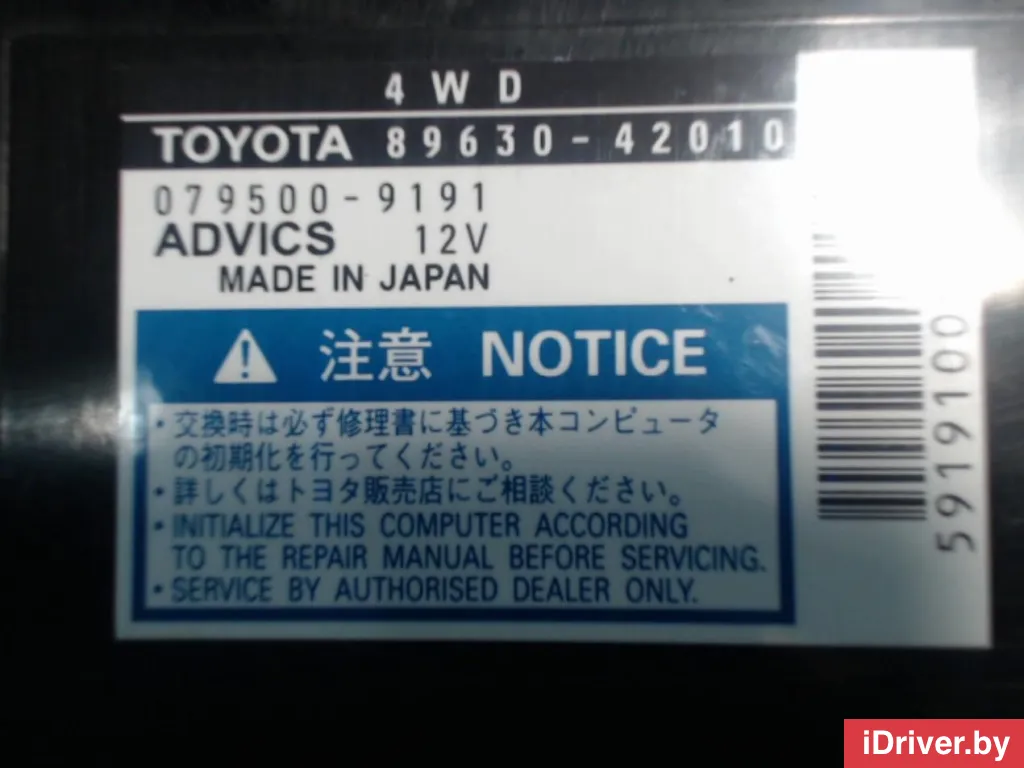 4WD
TOYOTA 89630-42010
079500-9191
ADVICS 12V
MADE IN JAPAN
注意 NOTICE
・交換時は必ず修理書に基づき本コンピュータ
の初期化を行ってください。
・詳しくはトヨタ販売店にご相談ください。
・INITIALIZE THIS COMPUTER ACCORDING
TO THE REPAIR MANUAL BEFORE SERVICING.
・SERVICE BY AUTHORISED DEALER ONLY.
5919100
iDriver.by